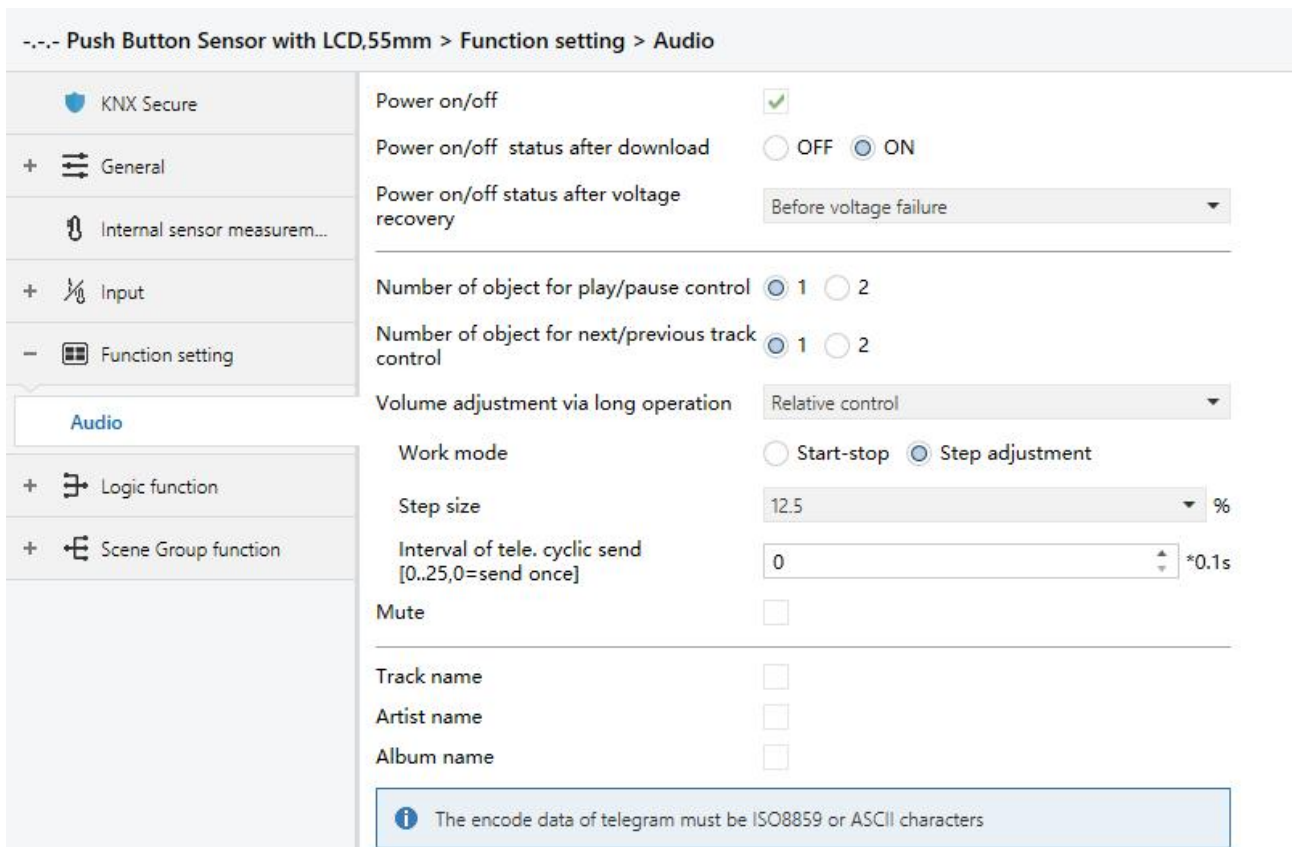 -.-.- Push Button Sensor with LCD,55mm > Function setting > Audio
KNX Secure
+ General
Internal sensor measurem...
+ Input
- Function setting
Audio
+ Logic function
+ Scene Group function
Power on/off
Power on/off status after download OFF ON
Power on/off status after voltage
recovery
Before voltage failure
Number of object for play/pause control 1 2
Number of object for next/previous track
control
1 2
Volume adjustment via long operation Relative control
Work mode Start-stop Step adjustment
Step size 12.5 %
Interval of tele. cyclic send
[0..25,0=send once]
0 *0.1s
Mute
Track name
Artist name
Album name
The encode data of telegram must be ISO8859 or ASCII characters